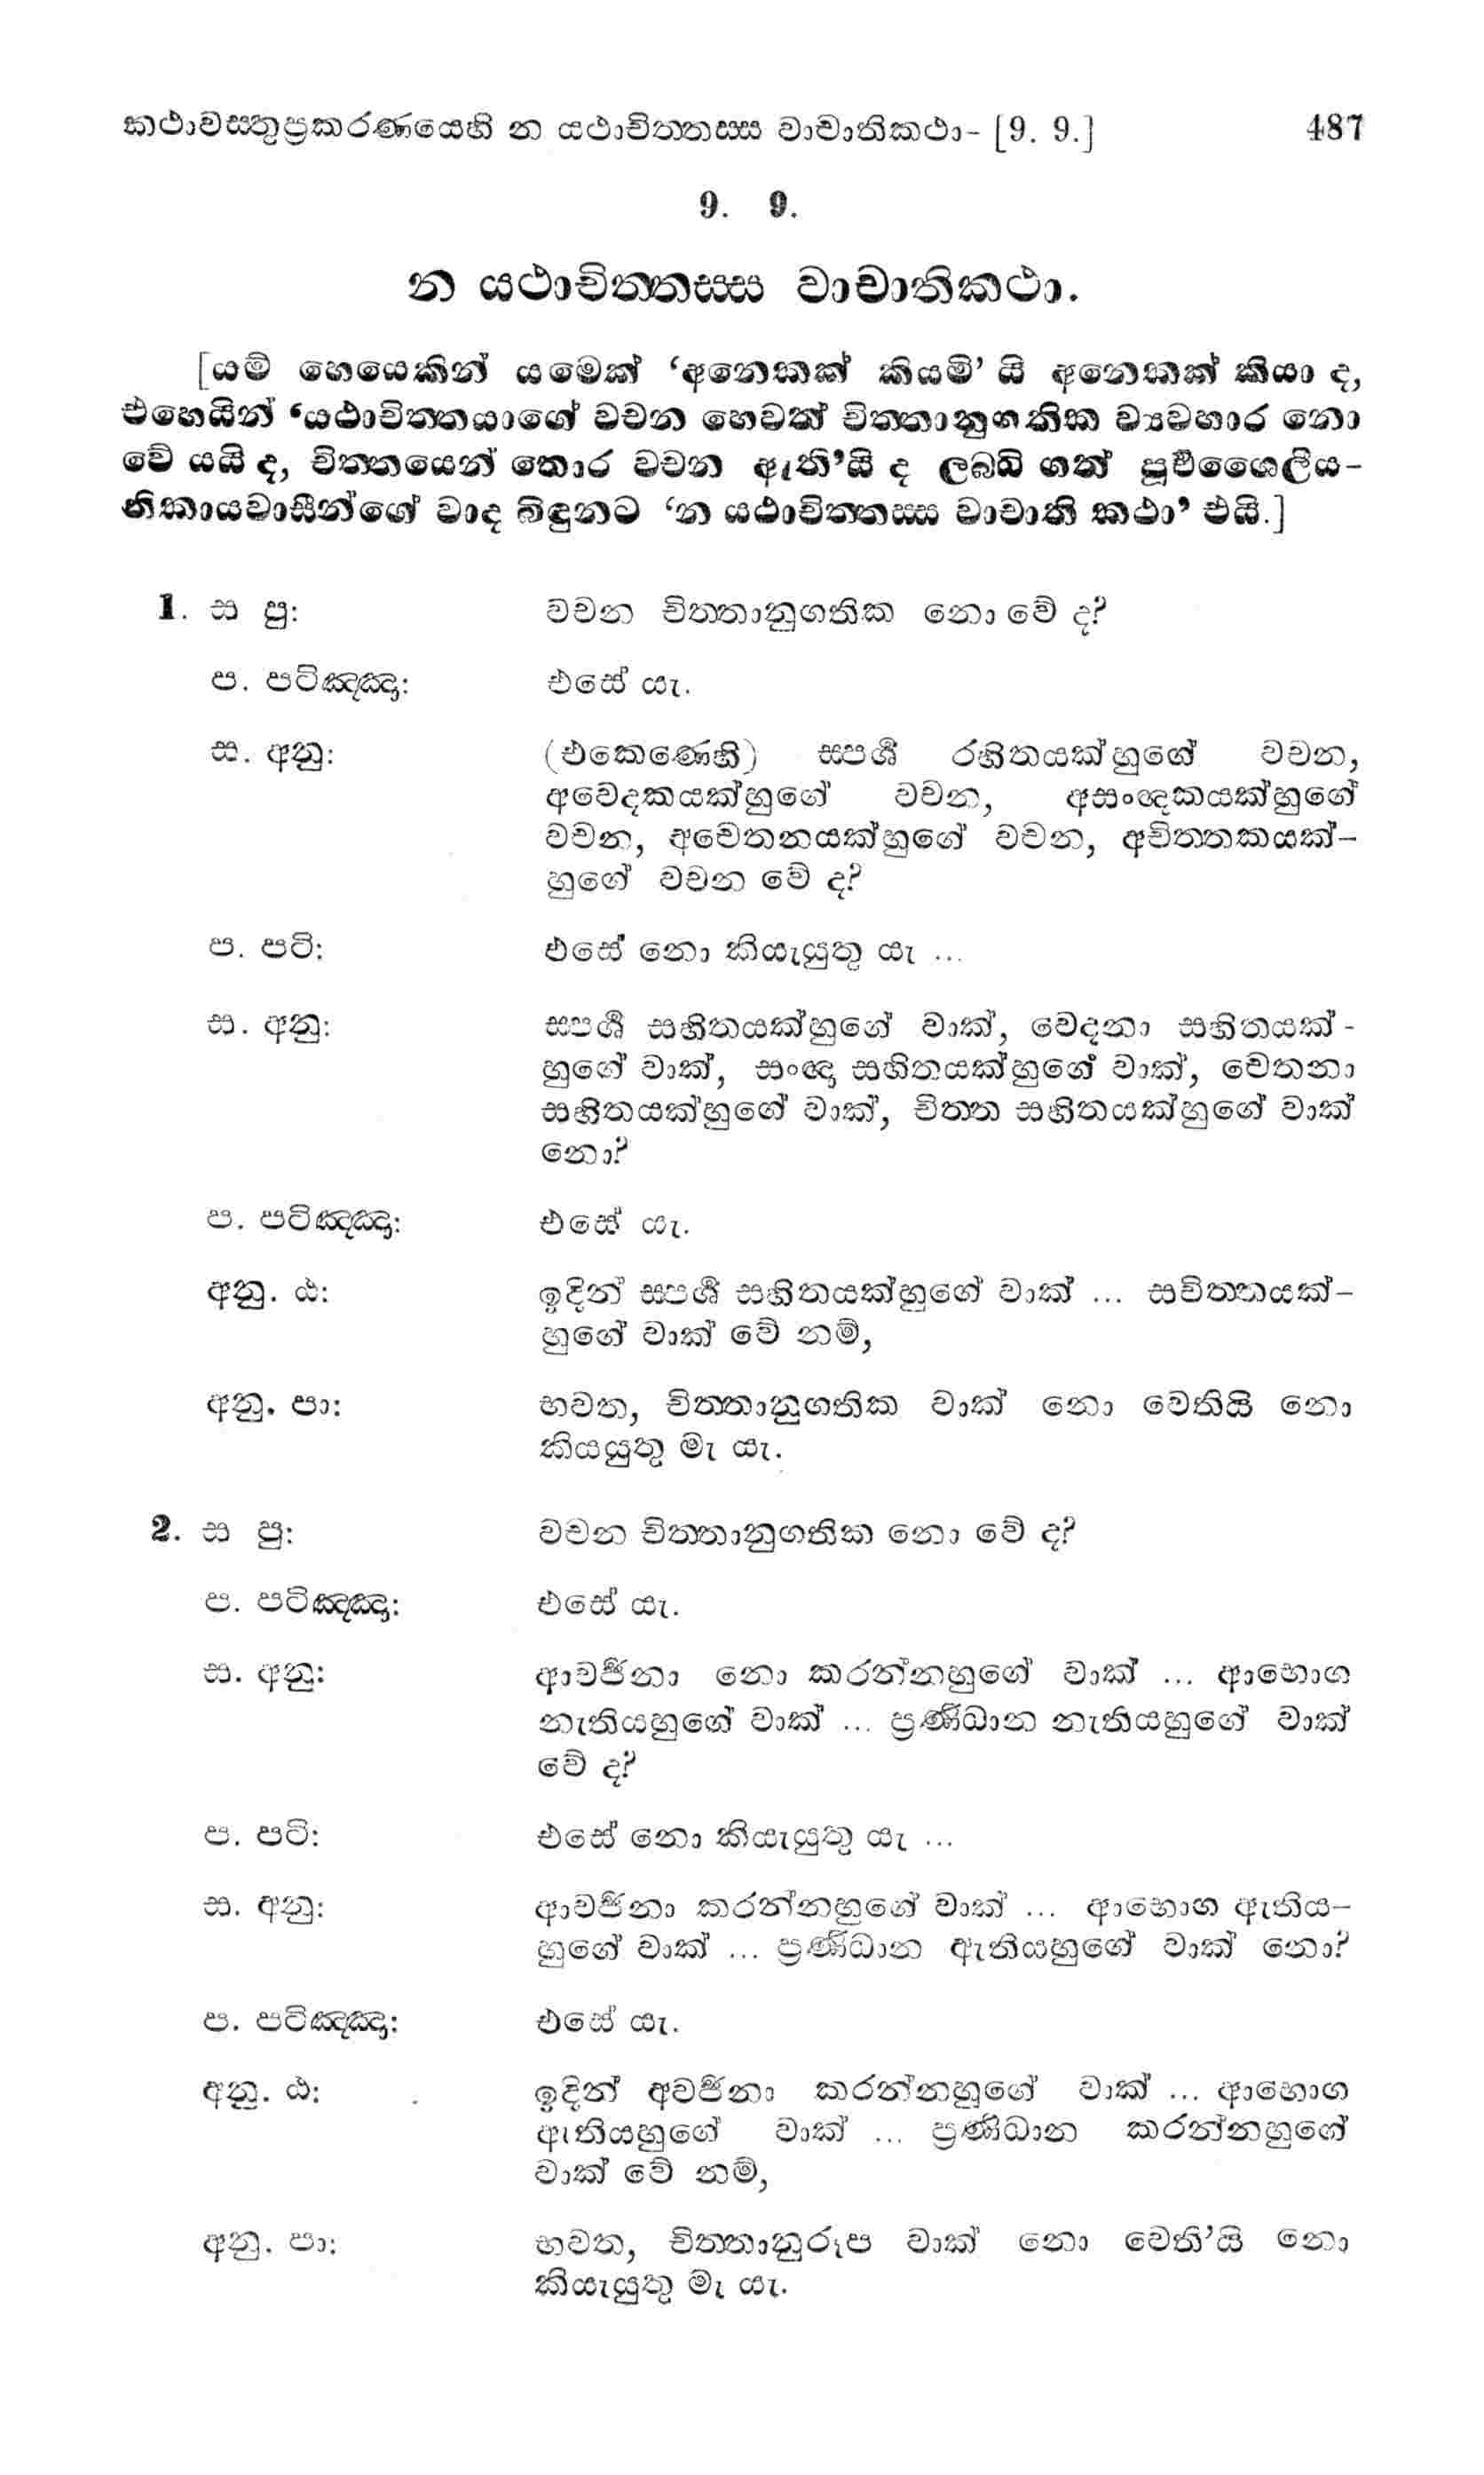 කථාවස්තුප්‍රකරණයෙහි න යථාචිත්තස්ස වාචාතිකථා- [9. 9.] 487
9. 9.
න යථාචිත්තස්ස වාචාතිකථා.
[යම් හෙයෙකින් යමෙක් ‘අනෙකක් කියමි’ යි අනෙකක් කියා ද,
එහෙයින් ‘යථාචිත්තයාගේ වචන හෙවත් චිත්තානුගතික ව්‍යවහාර නො
වේ යයි ද, චිත්තයෙන් තොර වචන ඇති’යි ද ලබ්ධි ගත් පූර්‍වශෛලිය-
නිකායවාසීන්ගේ වාද බිඳුනට ‘න යථාචිත්තස්ස වාචාති කථා’ එයි.]
1. ස පු: වචන චිත්තානුගතික නො වේ ද?
ප. පටිඤ්ඤා: එසේ යැ.
ස. අනු: (එකෙණෙහි) ස්පර්‍ශ රහිතයක්හුගේ වචන,
අවෙදකයක්හුගේ වචන, අසංඥකයක්හුගේ
වචන, අචෙතනයක්හුගේ වචන, අචිත්තකයක්-
හුගේ වචන වේ ද?
ප. පටි: එසේ නො කියැයුතු යැ ...
ස. අනු: ස්පර්‍ශ සහිතයක්හුගේ වාක්, වෙදනා සහිතයක්-
හුගේ වාක්, සංඥා සහිතයක්හුගේ වාක්, චෙතනා
සහිතයක්හුගේ වාක්, චිත්ත සහිතයක්හුගේ වාක්
නො?
ප. පටිඤ්ඤා: එසේ යැ.
අනු. ඨ: ඉදින් ස්පර්‍ශ සහිතයක්හුගේ වාක් ... සචිත්තයක්-
හුගේ වාක් වේ නම්,
අනු. පා: භවත, චිත්තානුගතික වාක් නො වෙතියි නො
කියයුතු මැ යැ.
2. ස පු: වචන චිත්තානුගතික නො වේ ද?
ප. පටිඤ්ඤා: එසේ යැ.
ස. අනු: ආවර්‍ජනා නො කරන්නහුගේ වාක් ... ආභොග
නැතියහුගේ වාක් ... ප්‍රණිධාන නැතියහුගේ වාක්
වේ ද?
ප. පටි: එසේ නො කියැයුතු යැ ...
ස. අනු: ආවර්‍ජනා කරන්නහුගේ වාක් ... ආභොග ඇතිය-
හුගේ වාක් ... ප්‍රණිධාන ඇතියහුගේ වාක් නො?
ප. පටිඤ්ඤා: එසේ යැ.
අනු. ඨ: ඉදින් අවර්‍ජනා කරන්නහුගේ වාක් ... ආභොග
ඇතියහුගේ වාක් ... ප්‍රණිධාන කරන්නහුගේ
වාක් වේ නම්,
අනු. පා: භවත, චිත්තානුරූප වාක් නො වෙති’යි නො
කියැයුතු මැ යැ.